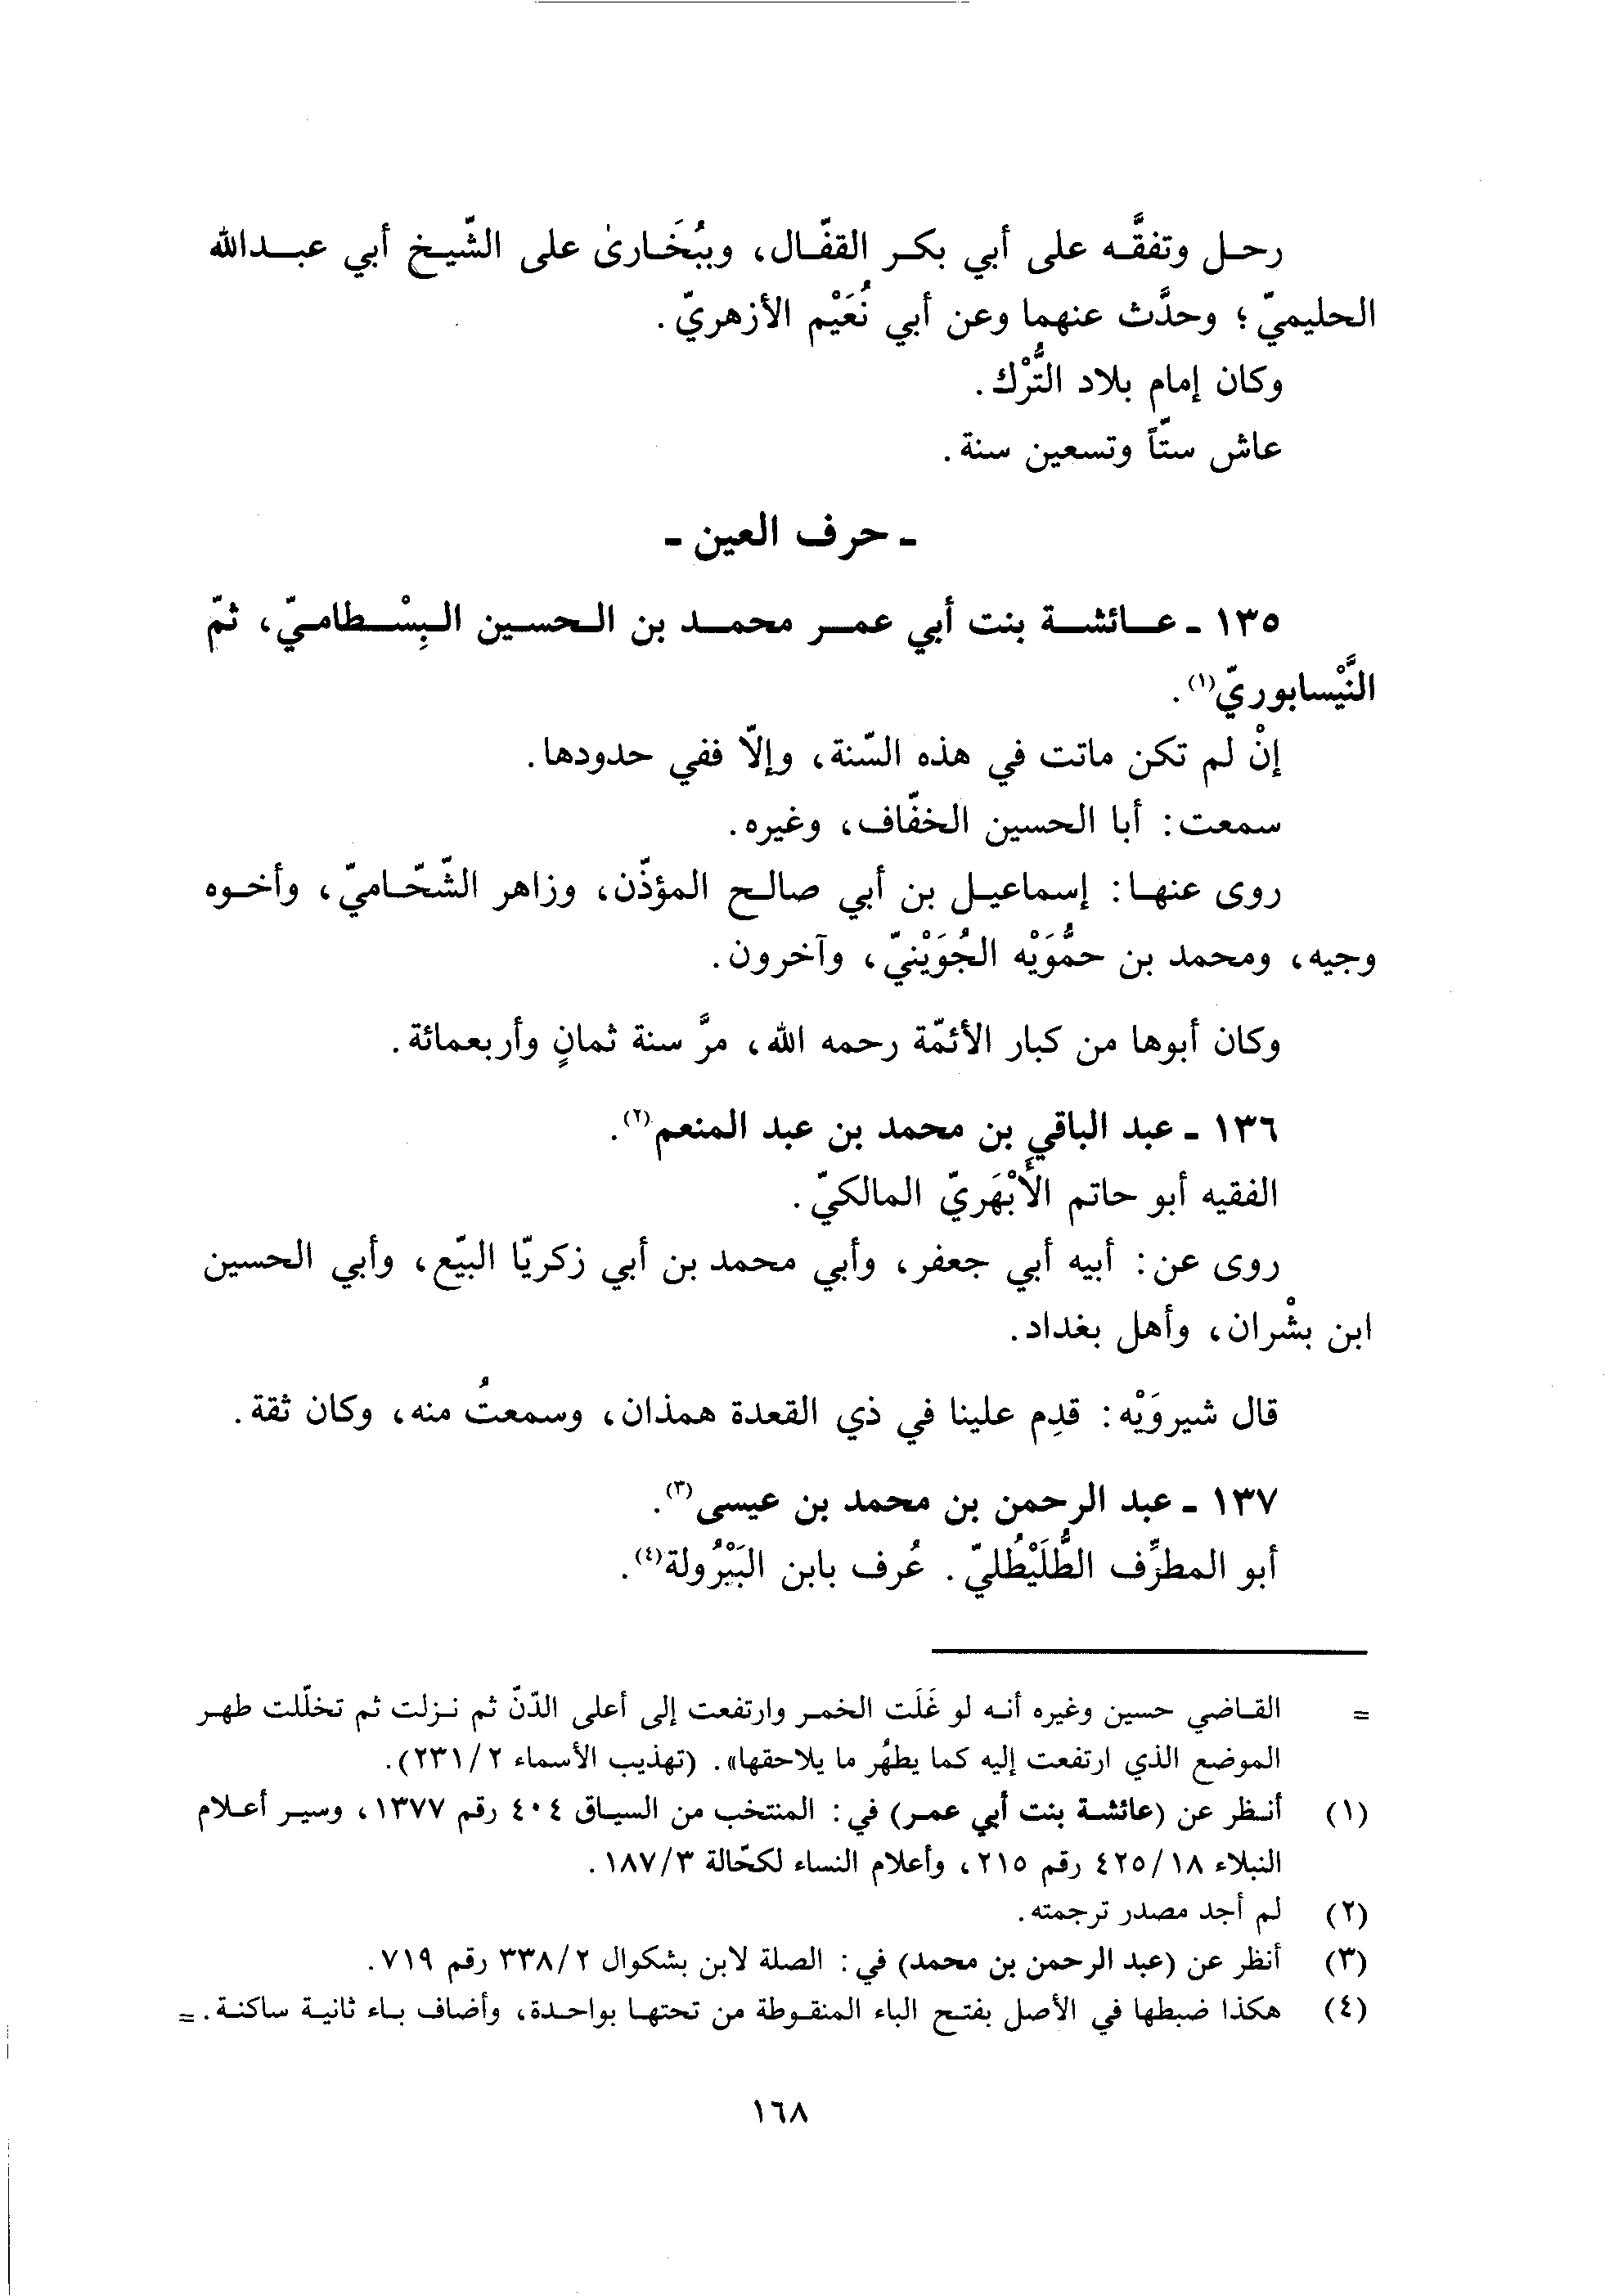 رحل وتفقَّه على أبي بكر القفّال، وببُخَارىٰ على الشّيخ أبي عبدالله
الحليميّ؛ وحدَّث عنهما وعن أبي نُعَيْم الأزهريّ.
وكان إمام بلاد التُّرْك.
عاش ستّاً وتسعين سنة.
ـ حرف العين ـ
١٣٥ ـ عائشة بنت أبي عمر محمد بن الحسين البِسْطاميّ، ثمّ
النَّيْسابوريّ(١).
إنْ لم تكن ماتت في هذه السّنة، وإلّا ففي حدودها.
سمعت: أبا الحسين الخفّاف، وغيره.
روى عنها: إسماعيل بن أبي صالح المؤذّن، وزاهر الشّحّاميّ، وأخوه
وجيه، ومحمد بن حمُّوَيْه الجُوَيْنيّ، وآخرون.
وكان أبوها من كبار الأئمّة رحمه الله، مرَّ سنة ثمانٍ وأربعمائة.
١٣٦ ـ عبد الباقي بن محمد بن عبد المنعم(٢).
الفقيه أبو حاتم الأَبْهَريّ المالكيّ.
روى عن: أبيه أبي جعفر، وأبي محمد بن أبي زكريّا البيّع، وأبي الحسين
ابن بشْران، وأهل بغداد.
قال شيروَيْه: قدِم علينا في ذي القعدة همذان، وسمعتُ منه، وكان ثقة.
١٣٧ ـ عبد الرحمن بن محمد بن عيسى(٣).
أبو المطرِّف الطُّلَيْطُليّ. عُرف بابن البَبْرُولة(٤).
= القاضي حسين وغيره أنه لو غَلَت الخمر وارتفعت إلى أعلى الدّنّ ثم نزلت ثم تخلّلت طهر
الموضع الذي ارتفعت إليه كما يطهُر ما يلاحقها». (تهذيب الأسماء ٢/ ٢٣١).
(١) أنظر عن (عائشة بنت أبي عمر) في: المنتخب من السياق ٤٠٤ رقم ١٣٧٧، وسير أعلام
النبلاء ١٨/ ٤٢٥ رقم ٢١٥، وأعلام النساء لكحّالة ٣/ ١٨٧.
(٢) لم أجد مصدر ترجمته.
(٣) أنظر عن (عبد الرحمن بن محمد) في: الصلة لابن بشكوال ٢/ ٣٣٨ رقم ٧١٩.
(٤) هكذا ضبطها في الأصل بفتح الباء المنقوطة من تحتها بواحدة، وأضاف باء ثانية ساكنة. =
١٦٨